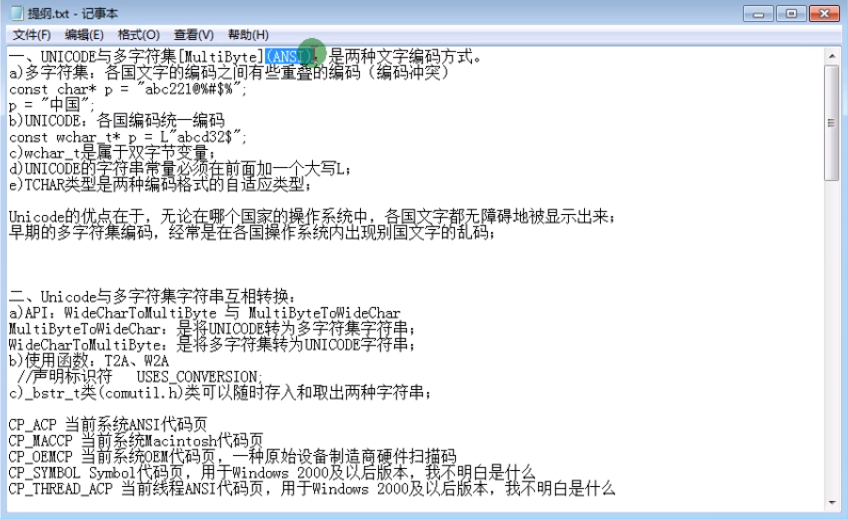 提纲.txt - 记事本
文件(F) 编辑(E) 格式(O) 查看(V) 帮助(H)
一、UNICODE与多字符集[MultiByte](ANSI)，是两种文字编码方式。
a)多字符集：各国文字的编码之间有些重叠的编码（编码冲突）
const char* p = "abc221@%#$%";
p = "中国";
b)UNICODE：各国编码统一编码
const wchar_t* p = L"abcd32$";
c)wchar_t是属于双字节变量；
d)UNICODE的字符串常量必须在前面加一个大写L；
e)TCHAR类型是两种编码格式的自适应类型；
Unicode的优点在于，无论在哪个国家的操作系统中，各国文字都无障碍地被显示出来；
早期的多字符集编码，经常是在各国操作系统内出现别国文字的乱码；
二、Unicode与多字符集字符串互相转换：
a)API：WideCharToMultiByte 与 MultiByteToWideChar
MultiByteToWideChar：是将UNICODE转为多字符集字符串；
WideCharToMultiByte：是将多字符集转为UNICODE字符串；
b)使用函数：T2A、W2A
//声明标识符 USES_CONVERSION;
c)_bstr_t类(comutil.h)类可以随时存入和取出两种字符串；
CP_ACP 当前系统ANSI代码页
CP_MACCP 当前系统Macintosh代码页
CP_OEMCP 当前系统OEM代码页，一种原始设备制造商硬件扫描码
CP_SYMBOL Symbol代码页，用于Windows 2000及以后版本，我不明白是什么
CP_THREAD_ACP 当前线程ANSI代码页，用于Windows 2000及以后版本，我不明白是什么